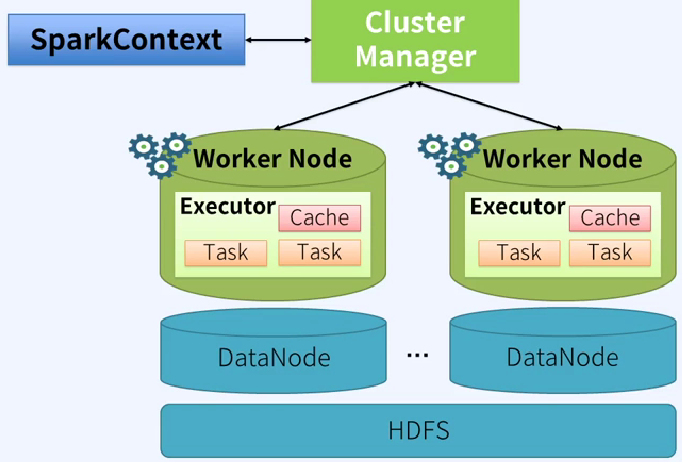 SparkContext
Cluster
Manager
Worker Node
Worker Node
Executor
Cache
Task
Task
Executor
Cache
Task
Task
DataNode
...
DataNode
HDFS